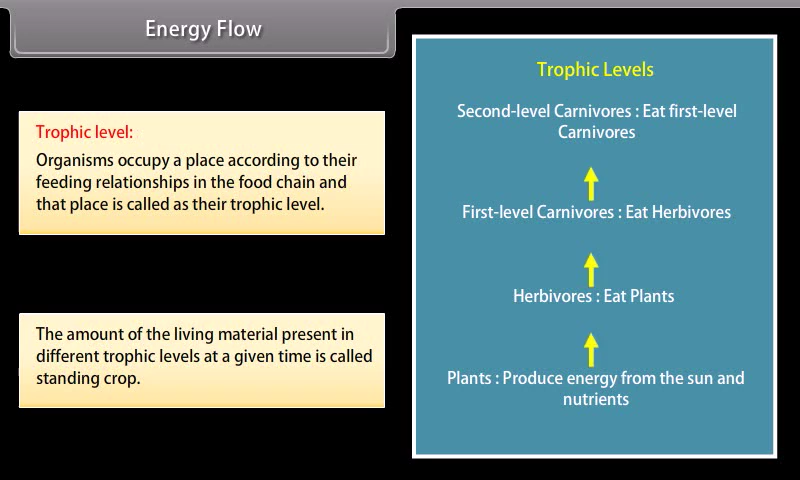 Energy Flow
Trophic level:
Organisms occupy a place according to their
feeding relationships in the food chain and
that place is called as their trophic level.
The amount of the living material present in
different trophic levels at a given time is called
standing crop.
Trophic Levels
Second-level Carnivores : Eat first-level
Carnivores
First-level Carnivores : Eat Herbivores
Herbivores : Eat Plants
Plants : Produce energy from the sun and
nutrients